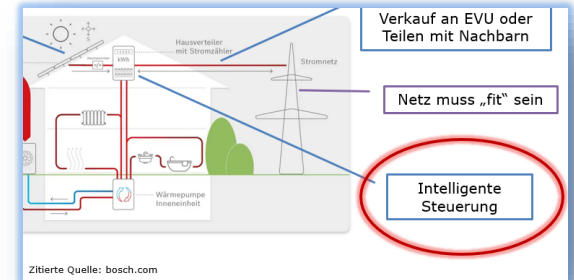 Verkauf an EVU oder
Teilen mit Nachbarn
Hausverteiler
mit Stromzähler
kWh
Stromnetz
Netz muss „fit“ sein
Intelligente
Steuerung
Wärmepumpe
Inneneinheit
Zitierte Quelle: bosch.com